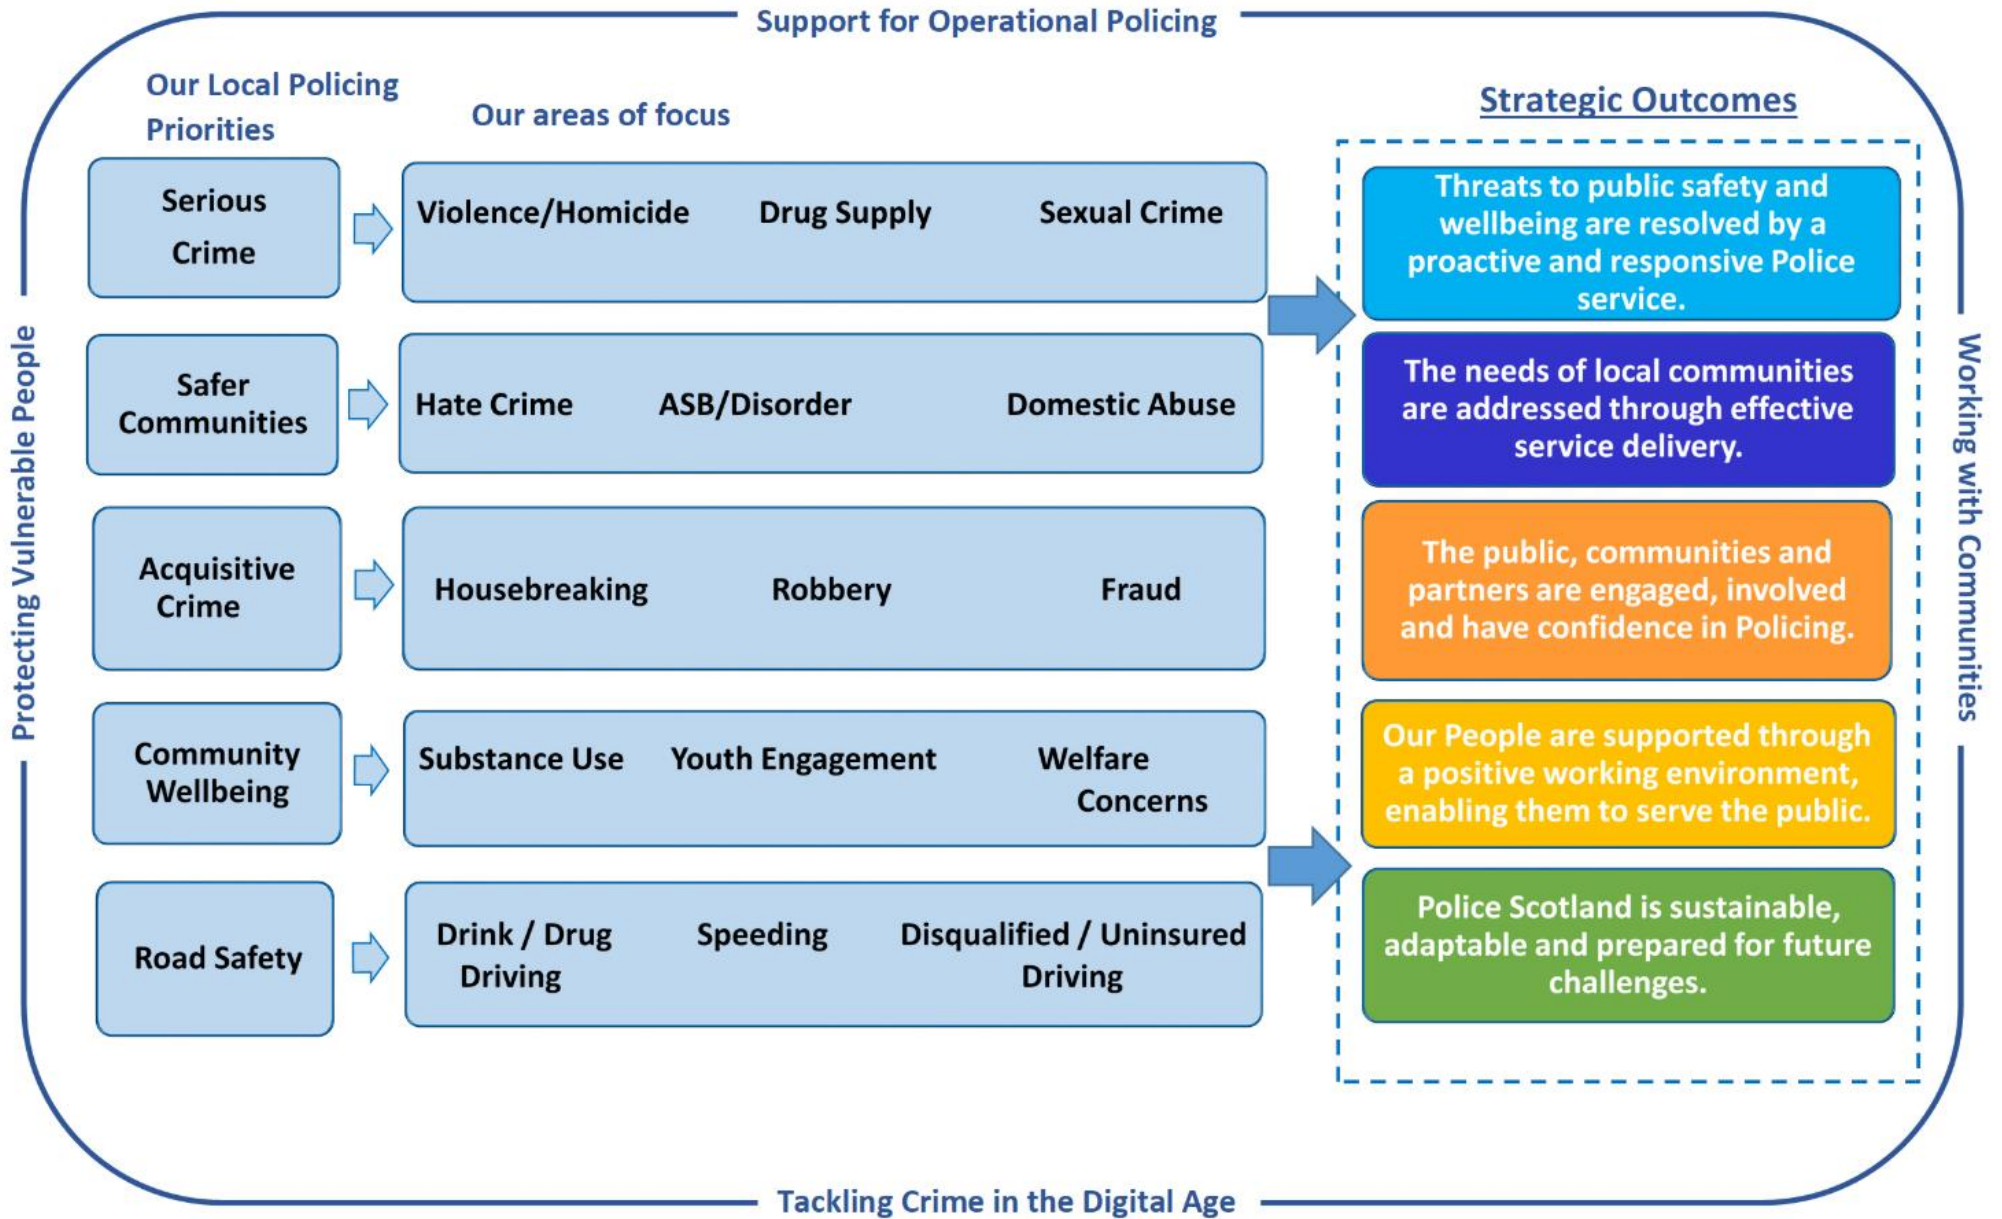 Support for Operational Policing
Our Local Policing
Priorities
Our areas of focus
Strategic Outcomes
Protecting Vulnerable People
Serious
Crime
Violence/Homicide Drug Supply Sexual Crime
Threats to public safety and
wellbeing are resolved by a
proactive and responsive Police
service.
Safer
Communities
Hate Crime ASB/Disorder Domestic Abuse
The needs of local communities
are addressed through effective
service delivery.
Acquisitive
Crime
Housebreaking Robbery Fraud
The public, communities and
partners are engaged, involved
and have confidence in Policing.
Community
Wellbeing
Substance Use Youth Engagement Welfare
Concerns
Our People are supported through
a positive working environment,
enabling them to serve the public.
Road Safety
Drink / Drug Speeding Disqualified / Uninsured
Driving Driving
Police Scotland is sustainable,
adaptable and prepared for future
challenges.
Working with Communities
Tackling Crime in the Digital Age